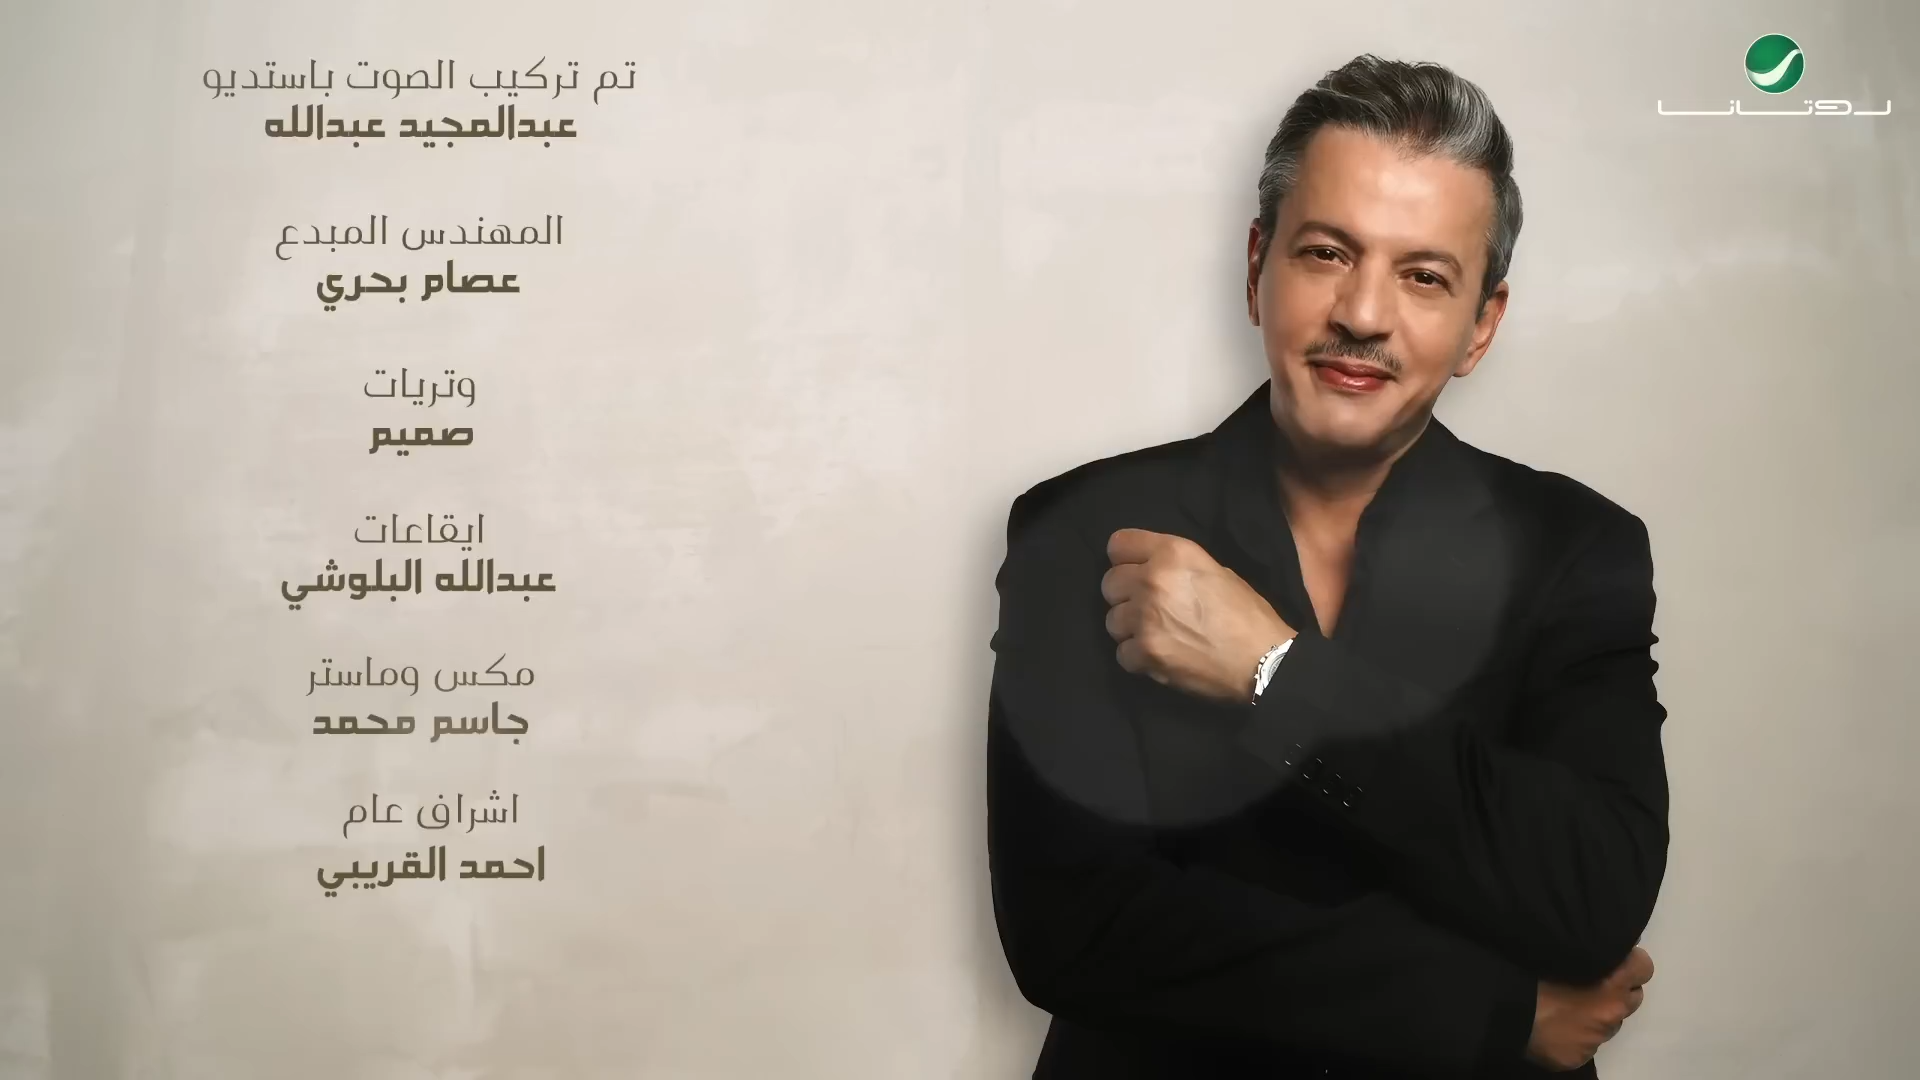 تم تركيب الصوت باستديو
عبدالمجيد عبدالله
المهندس المبدع
عصام بحري
وتريات
صميم
ايقاعات
عبدالله البلوشي
مكس وماستر
جاسم محمد
اشراف عام
احمد القريبي
روتانا